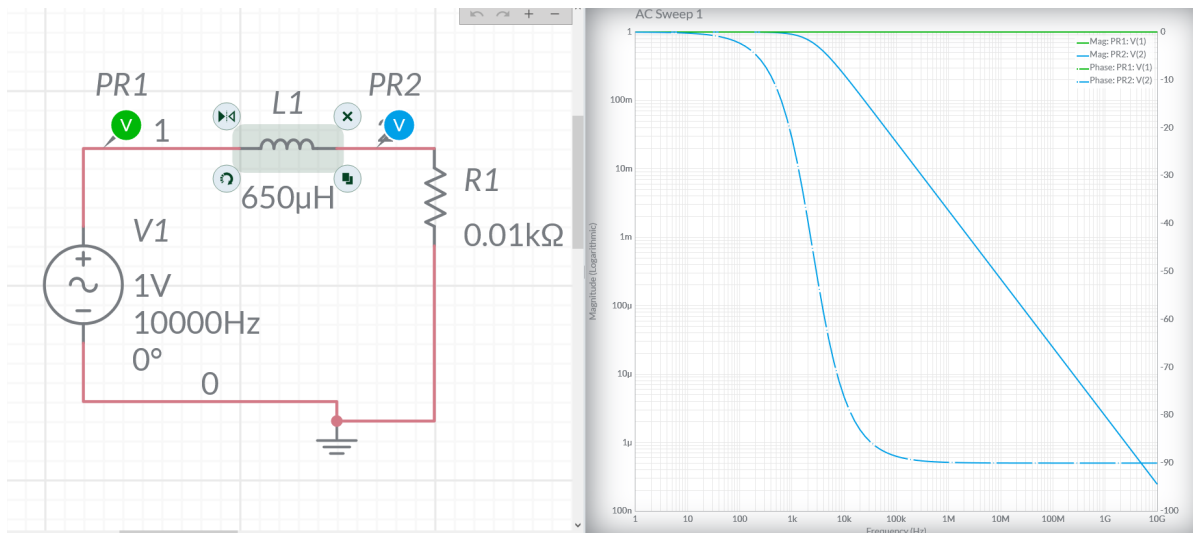 PR1
V
1
L1
PR2
V
650μH
R1
0.01kΩ
V1
1V
10000Hz
0°
0
AC Sweep 1
Mag: PR1: V(1)
Mag: PR2: V(2)
Phase: PR1: V(1)
Phase: PR2: V(2)
Magnitude (Logarithmic)
1
100m
10m
1m
100µ
10µ
1µ
100n
0
-10
-20
-30
-40
-50
-60
-70
-80
-90
-100
1 10 100 1k 10k 100k 1M 10M 100M 1G 10G
Frequency (Hz)